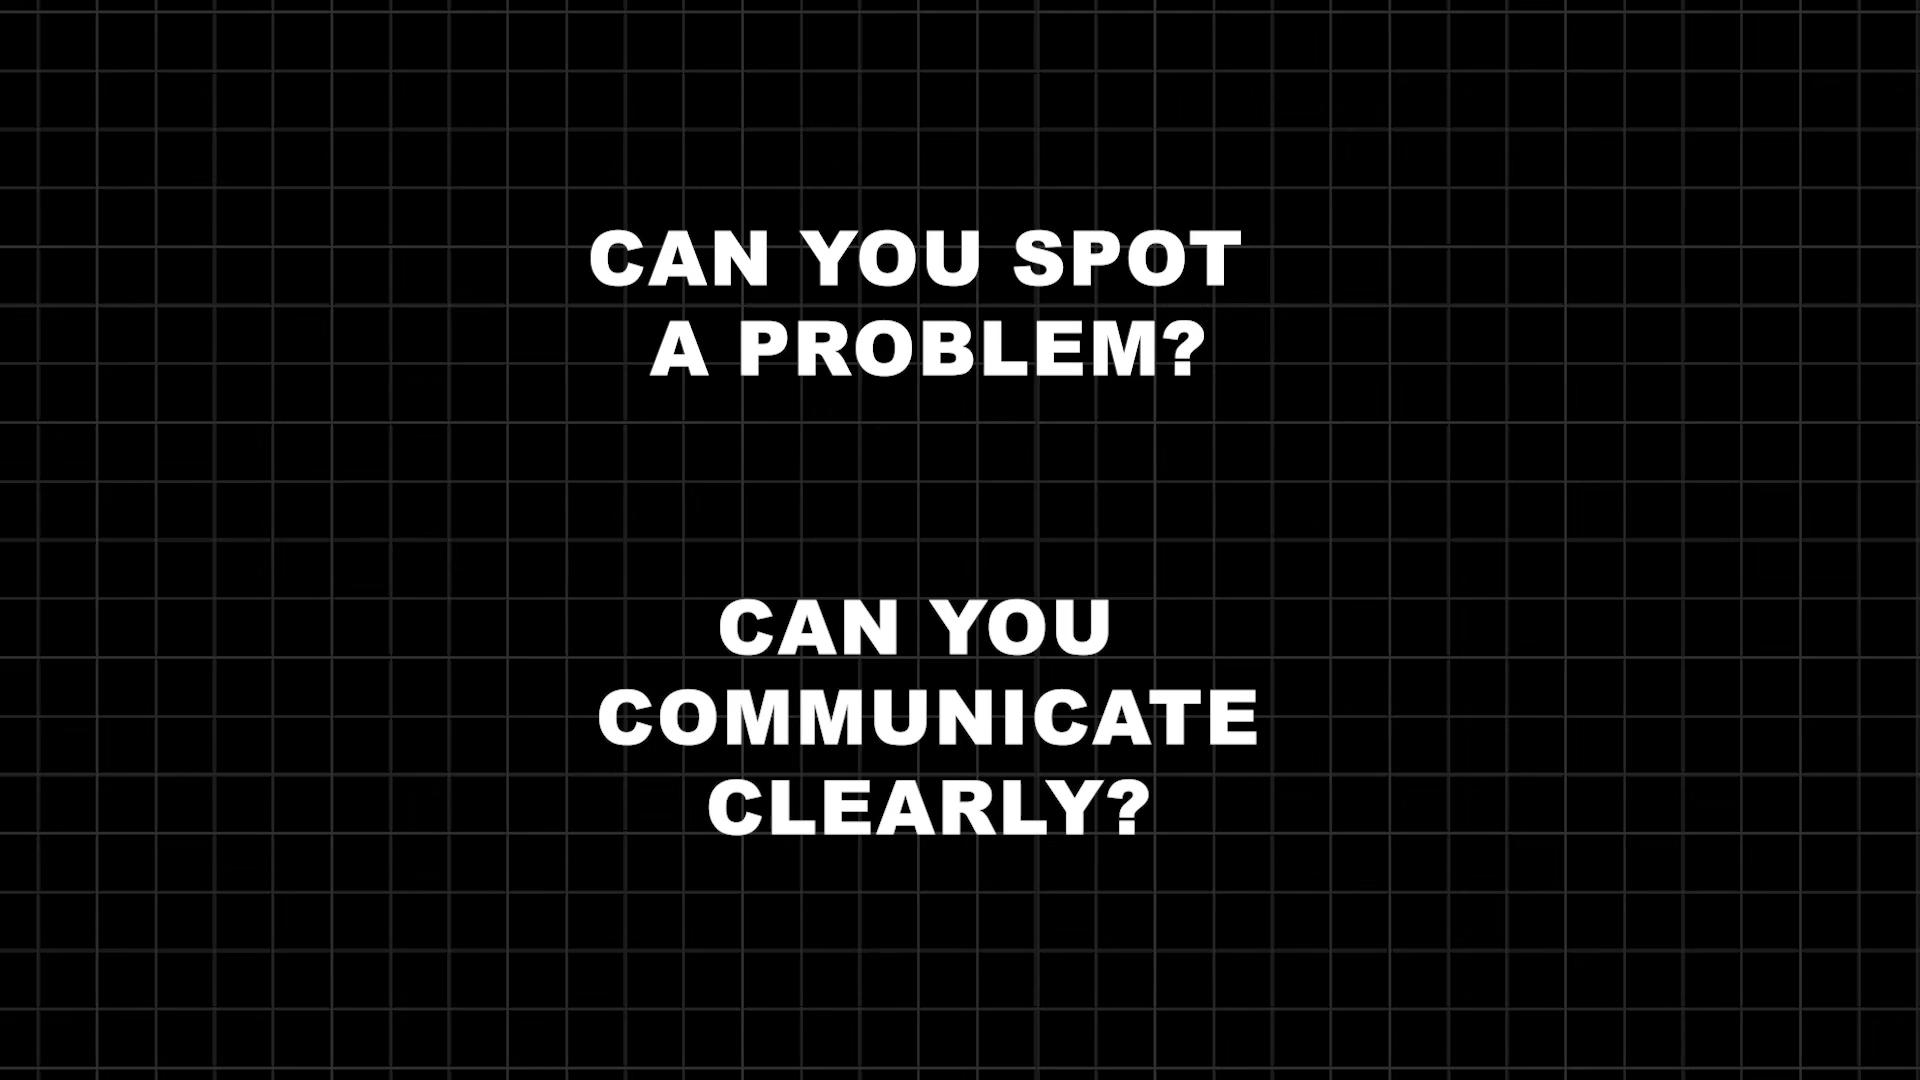 CAN YOU SPOT
A PROBLEM?
CAN YOU
COMMUNICATE
CLEARLY?